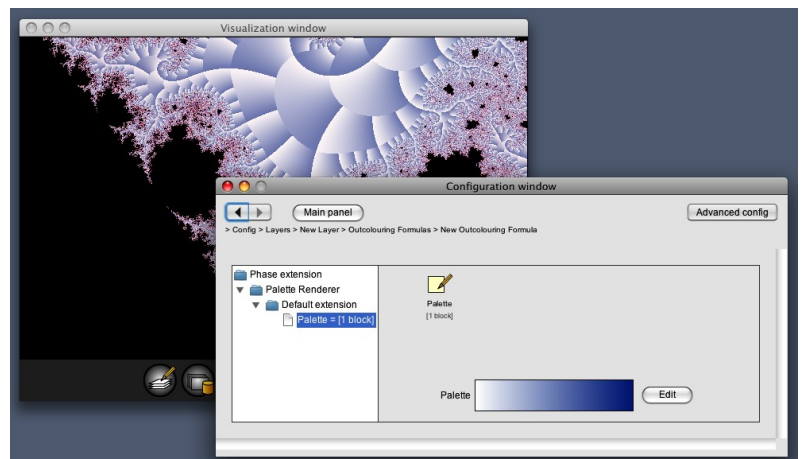 Visualization window
Configuration window
Main panel
Advanced config
> Config > Layers > New Layer > Outcolouring Formulas > New Outcolouring Formula
Phase extension
Palette Renderer
Default extension
Palette = [1 block]
Palette
[1 block]
Palette
Edit